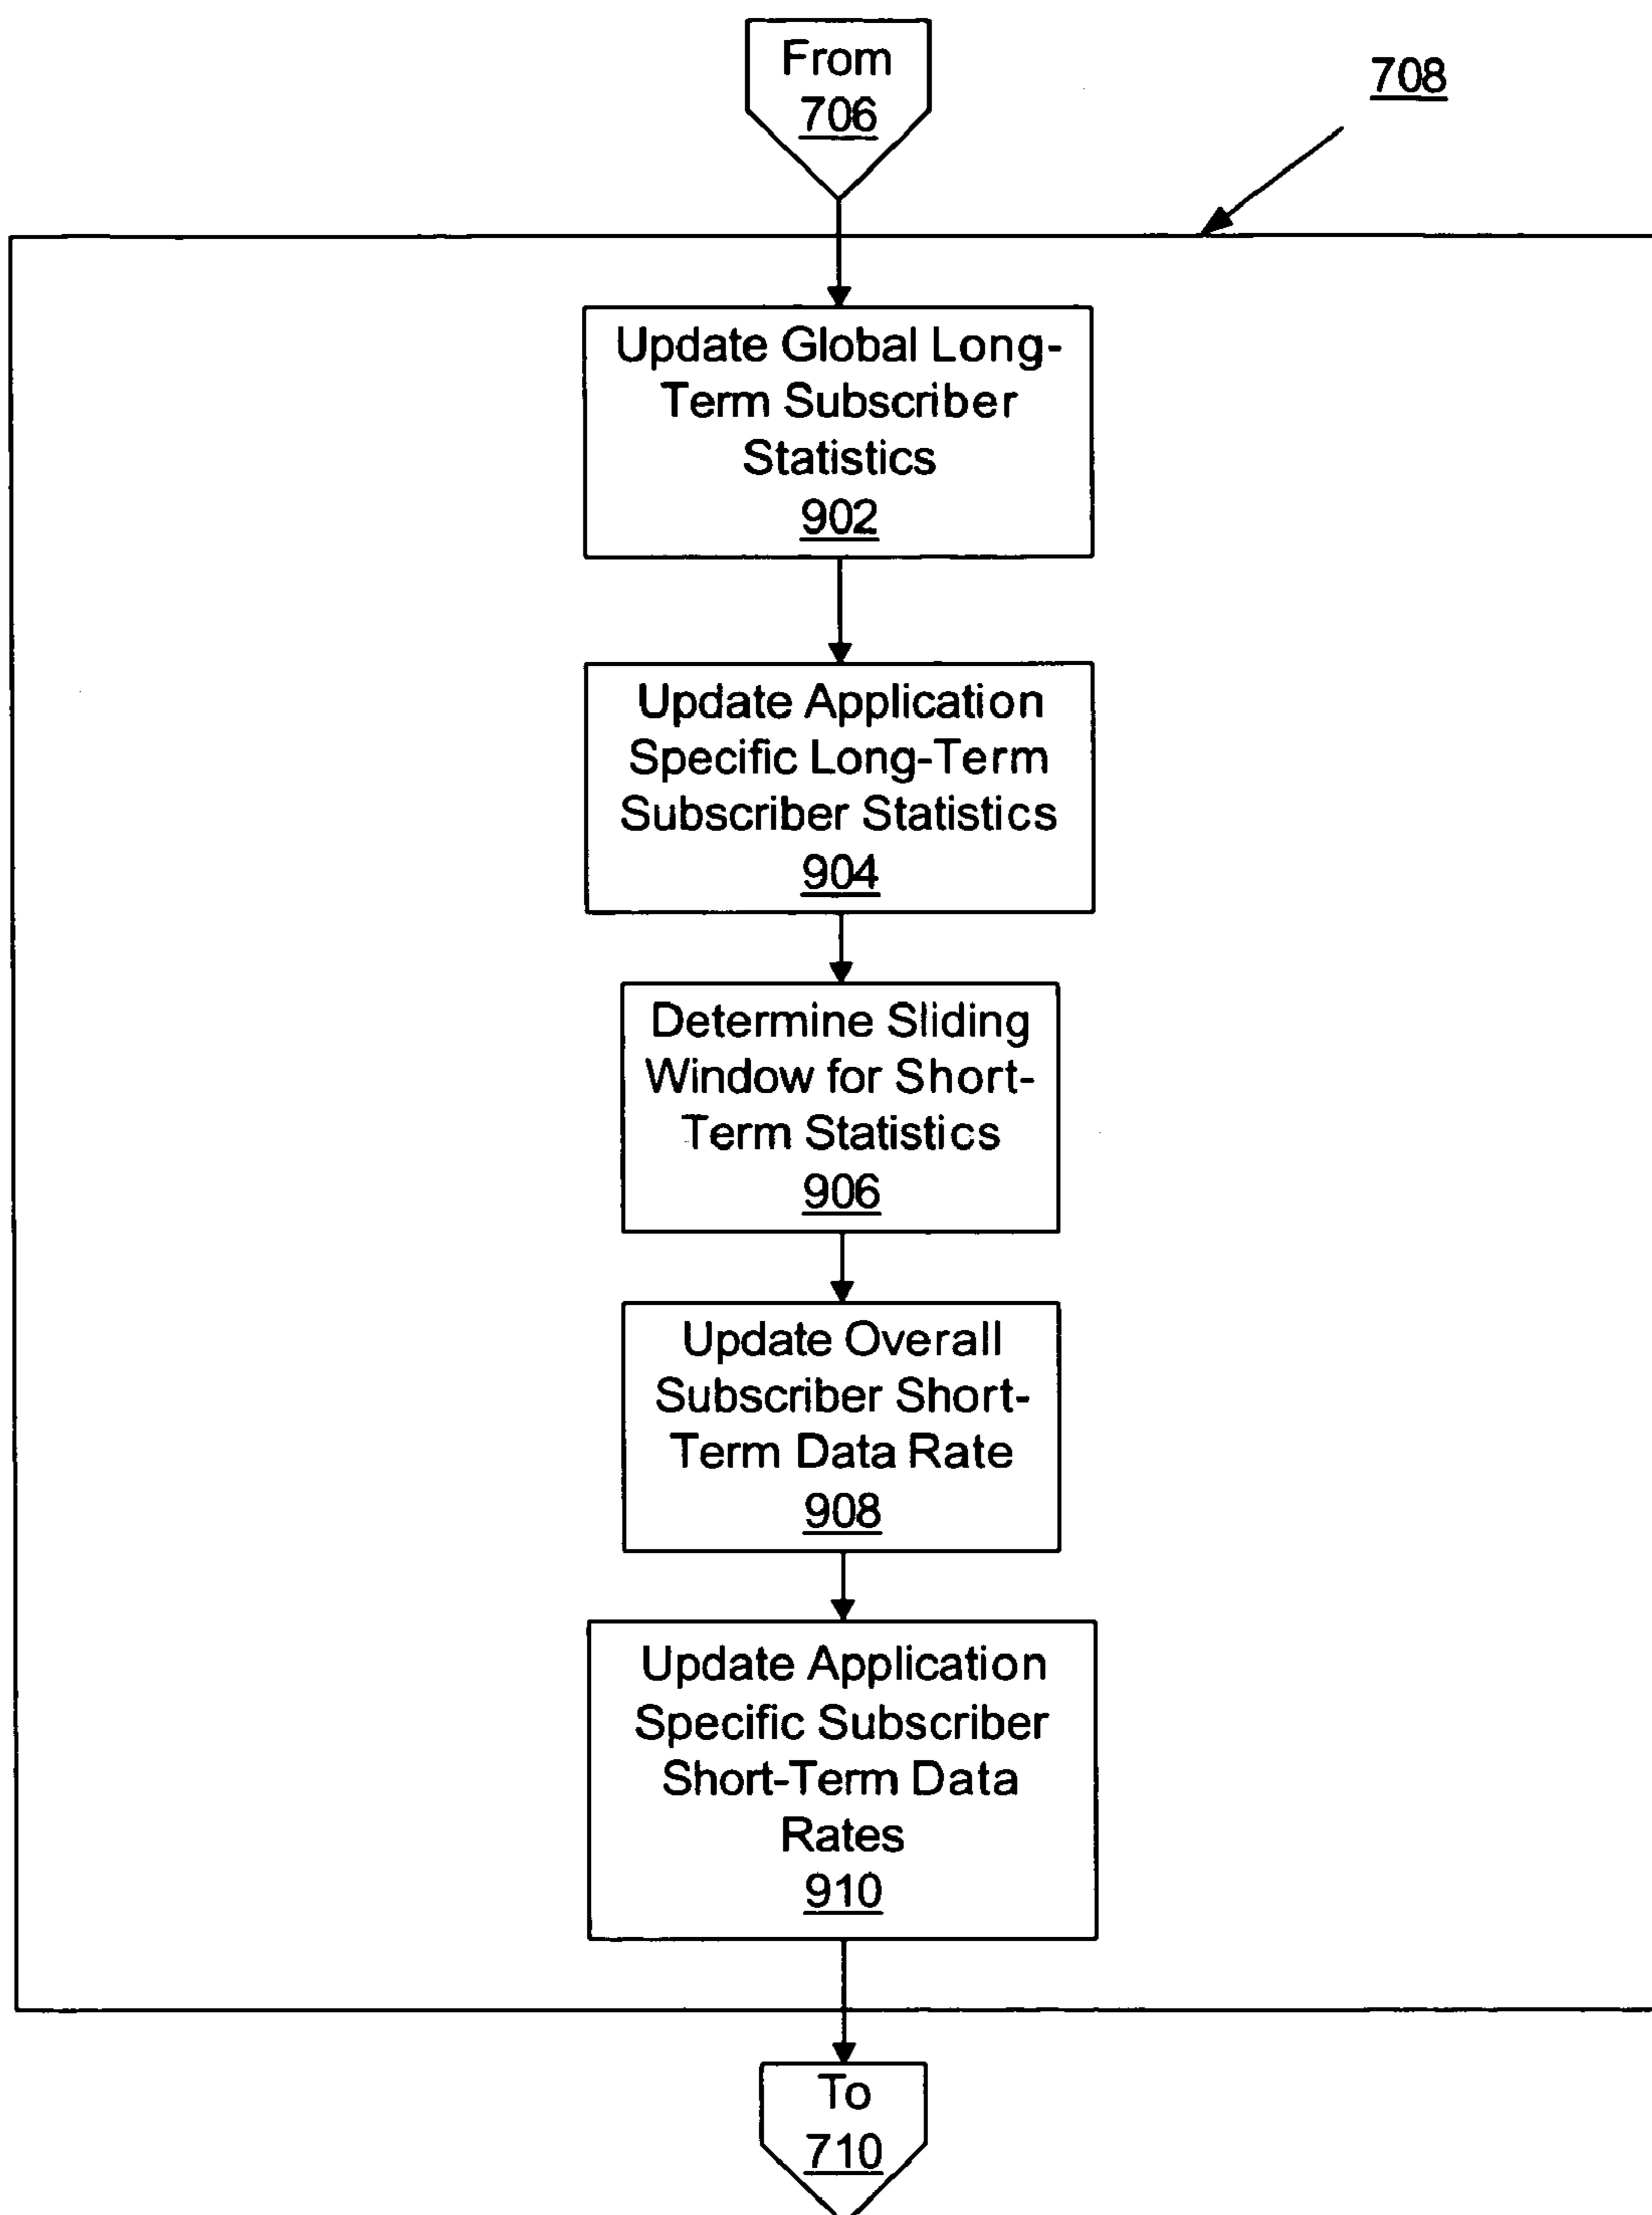 From
706
708
Update Global Long-
Term Subscriber
Statistics
902
Update Application
Specific Long-Term
Subscriber Statistics
904
Determine Sliding
Window for Short-
Term Statistics
906
Update Overall
Subscriber Short-
Term Data Rate
908
Update Application
Specific Subscriber
Short-Term Data
Rates
910
To
710